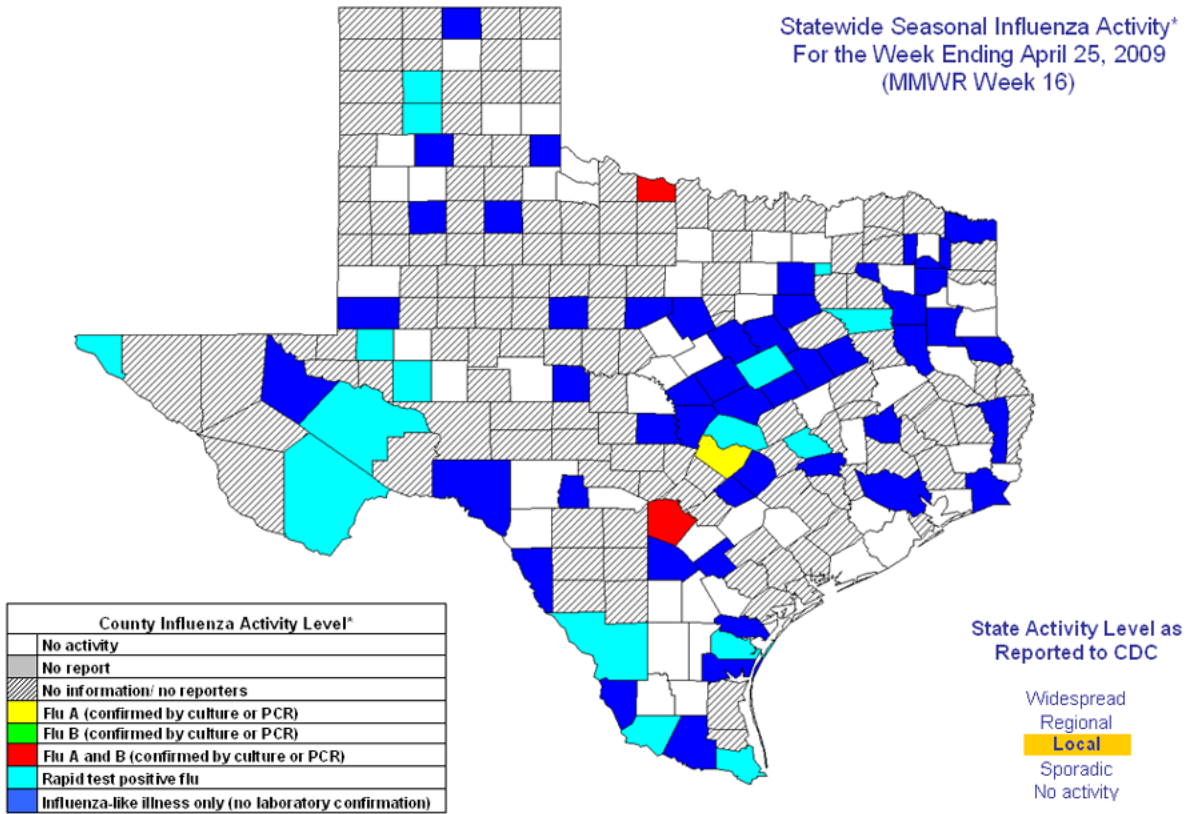 Statewide Seasonal Influenza Activity*
For the Week Ending April 25, 2009
(MMWR Week 16)
County Influenza Activity Level*
No activity
No report
No information/ no reporters
Flu A (confirmed by culture or PCR)
Flu B (confirmed by culture or PCR)
Flu A and B (confirmed by culture or PCR)
Rapid test positive flu
Influenza-like illness only (no laboratory confirmation)
State Activity Level as
Reported to CDC
Widespread
Regional
Local
Sporadic
No activity